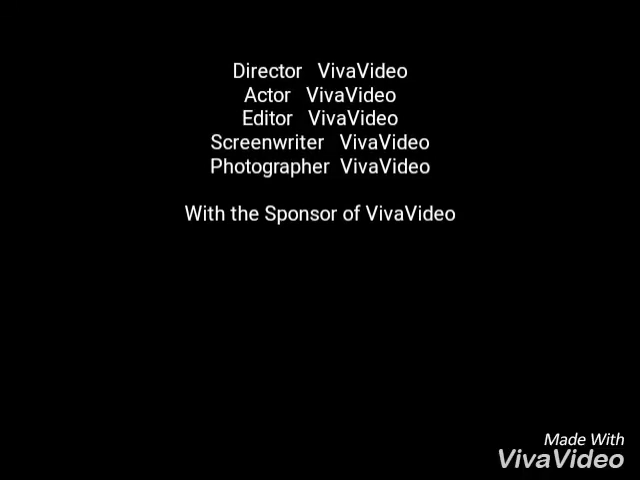 Director VivaVideo
Actor VivaVideo
Editor VivaVideo
Screenwriter VivaVideo
Photographer VivaVideo
With the Sponsor of VivaVideo
Made With
VivaVideo